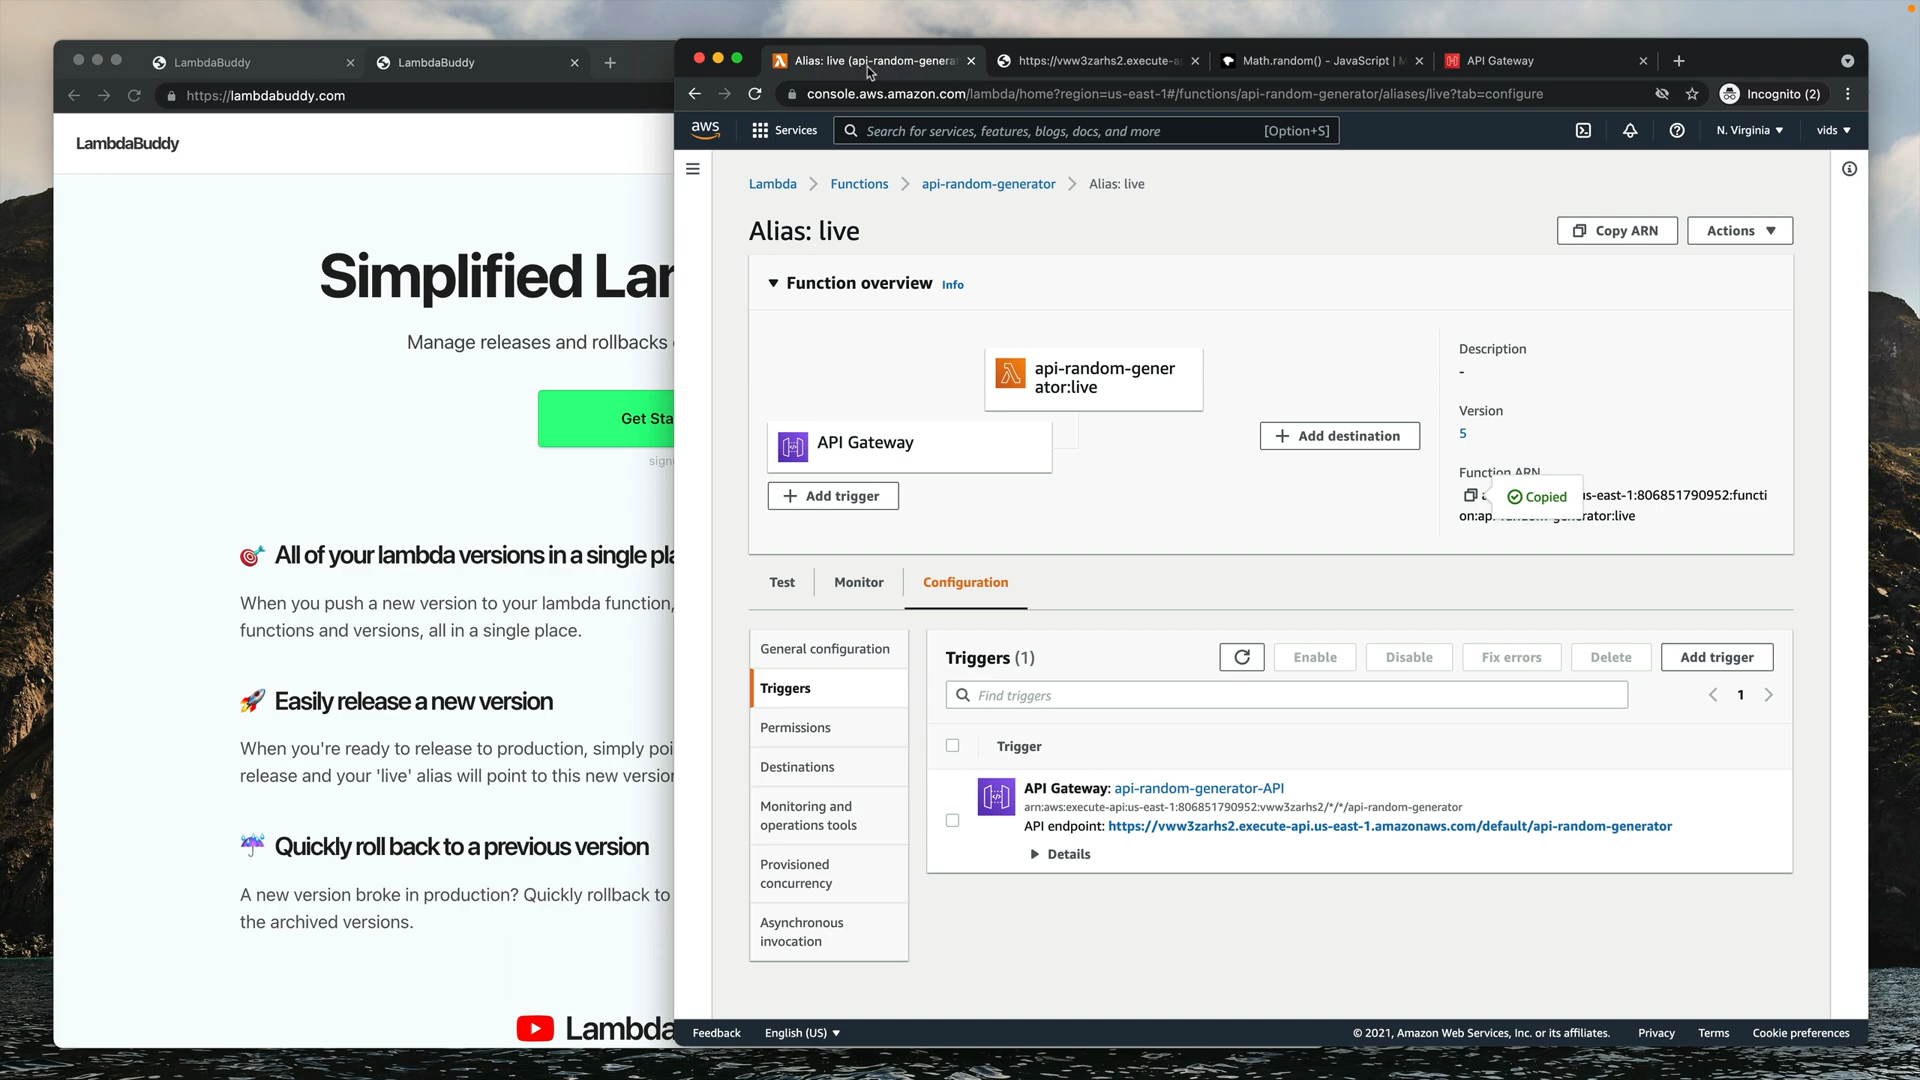 LambdaBuddy
LambdaBuddy
https://lambdabuddy.com
LambdaBuddy
Simplified Lar
Manage releases and rollbacks
Get Sta
sign
All of your lambda versions in a single pla
When you push a new version to your lambda function,
functions and versions, all in a single place.
Easily release a new version
When you're ready to release to production, simply poi
release and your 'live' alias will point to this new versio
Quickly roll back to a previous version
A new version broke in production? Quickly rollback to
the archived versions.
Lambda
Alias: live (api-random-genera
https://vww3zarhs2.execute-a
Math.random() - JavaScript | M
API Gateway
console.aws.amazon.com/lambda/home?region=us-east-1#/functions/api-random-generator/aliases/live?tab=configure
Incognito (2)
aws
Services
Search for services, features, blogs, docs, and more
[Option+S]
N. Virginia
vids
Lambda
Functions
api-random-generator
Alias: live
Alias: live
Copy ARN
Actions
Function overview Info
api-random-gener
ator:live
API Gateway
Add trigger
Add destination
Description
-
Version
5
Function ARN
Copied
us-east-1:806851790952:functi
on:api-random-generator:live
Test
Monitor
Configuration
General configuration
Triggers
Permissions
Destinations
Monitoring and
operations tools
Provisioned
concurrency
Asynchronous
invocation
Triggers (1)
Enable
Disable
Fix errors
Delete
Add trigger
Find triggers
1
Trigger
API Gateway: api-random-generator-API
arn:aws:execute-api:us-east-1:806851790952:vww3zarhs2/*/*/api-random-generator
API endpoint: https://vww3zarhs2.execute-api.us-east-1.amazonaws.com/default/api-random-generator
Details
Feedback
English (US)
© 2021, Amazon Web Services, Inc. or its affiliates.
Privacy
Terms
Cookie preferences